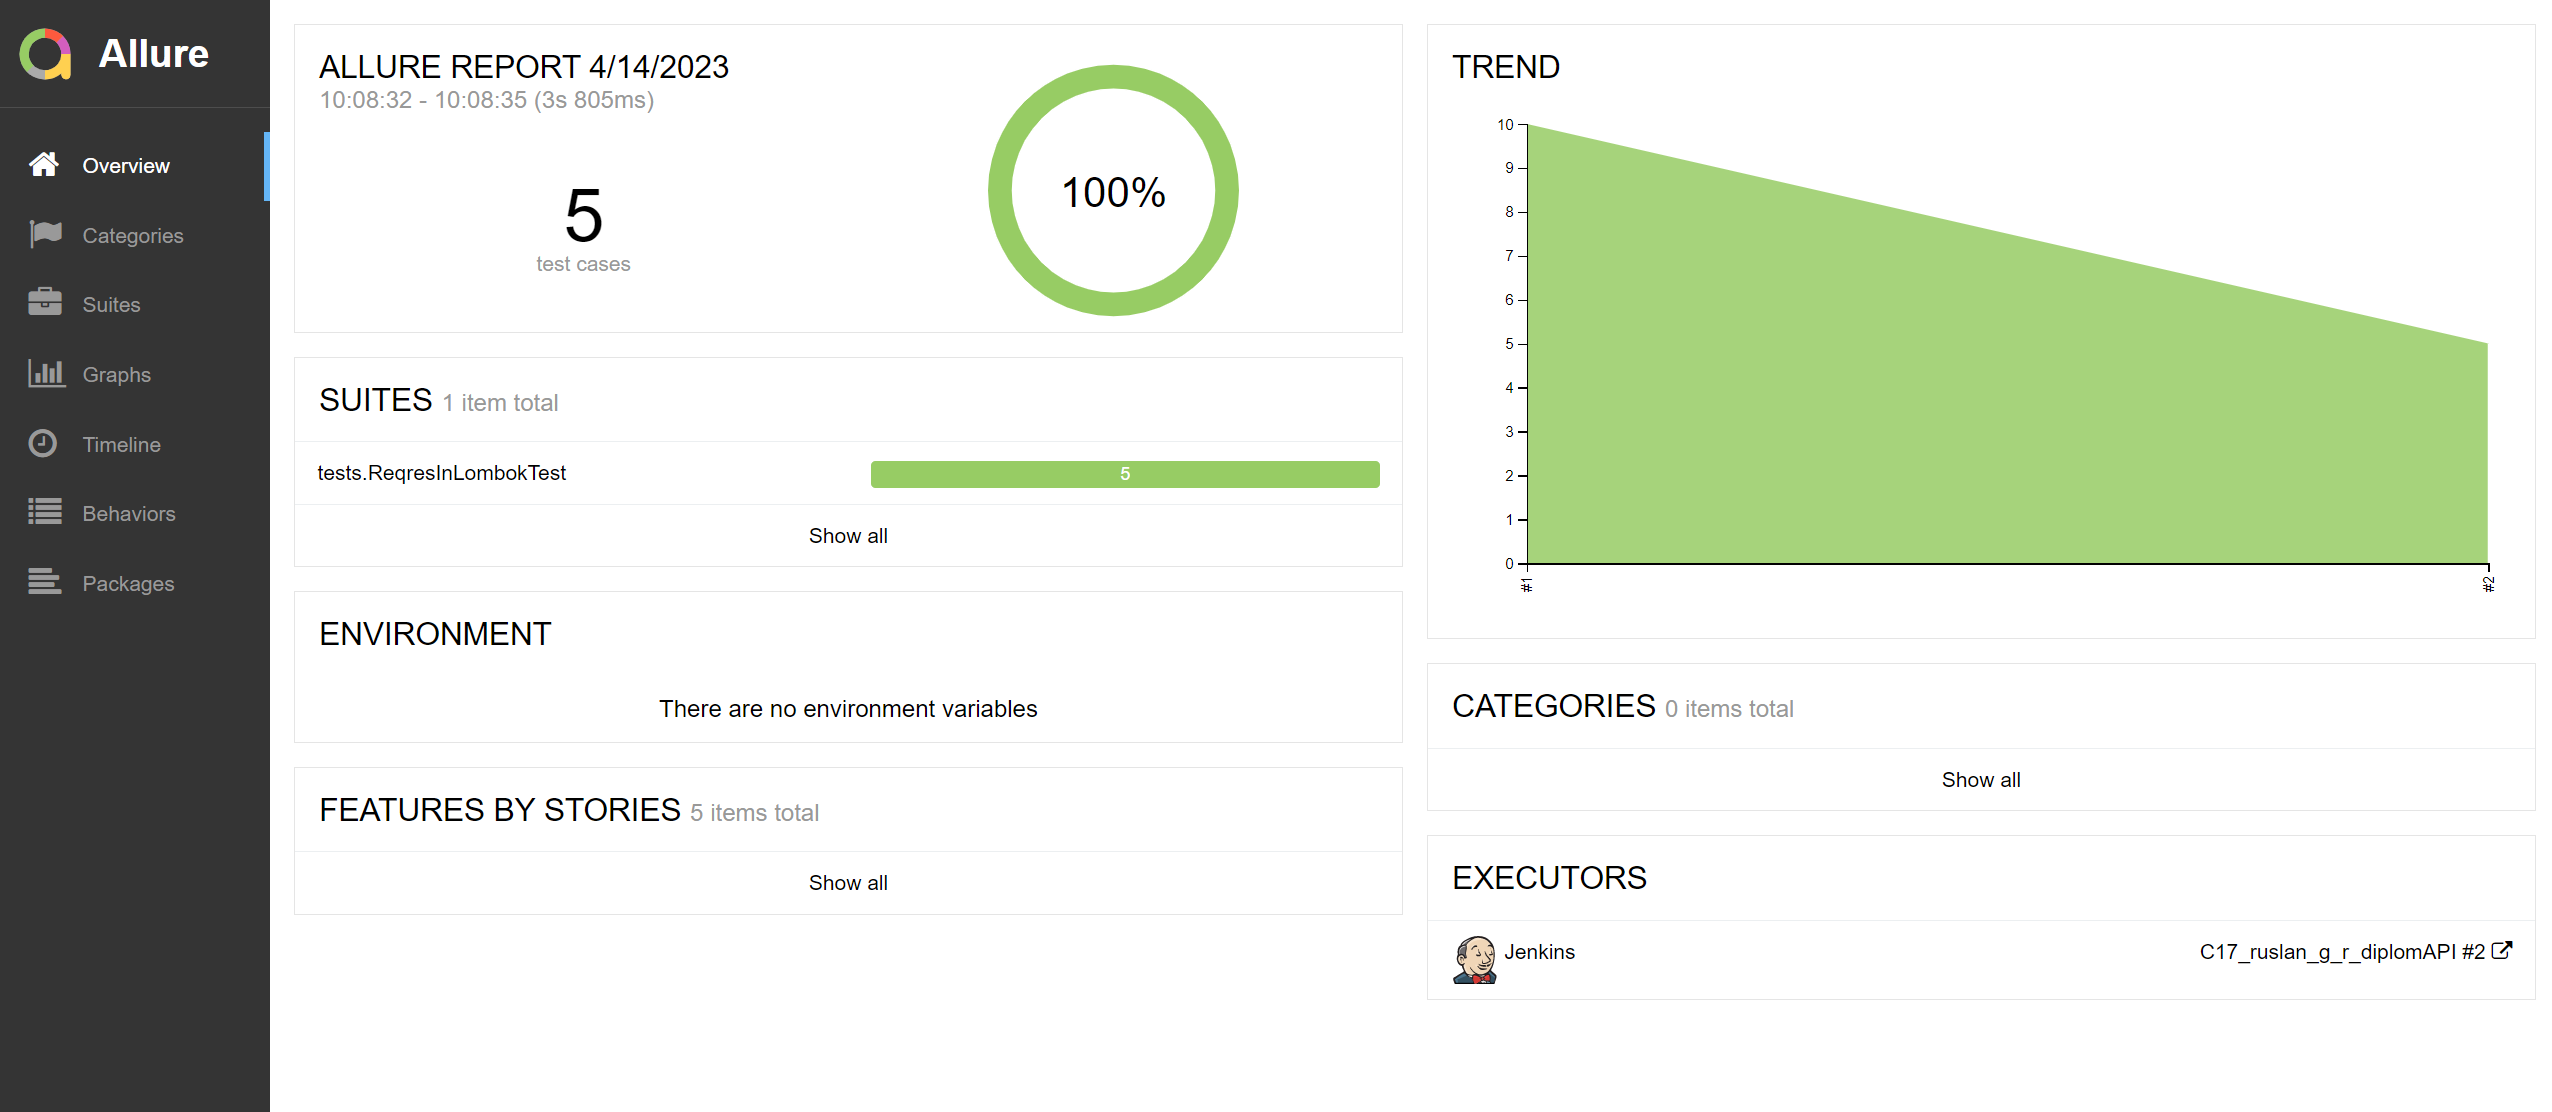 Allure
Overview
Categories
Suites
Graphs
Timeline
Behaviors
Packages
ALLURE REPORT 4/14/2023
10:08:32 - 10:08:35 (3s 805ms)
5
test cases
100%
SUITES 1 item total
tests.ReqresInLombokTest 5
Show all
ENVIRONMENT
There are no environment variables
FEATURES BY STORIES 5 items total
Show all
TREND
10
9
8
7
6
5
4
3
2
1
0
#1 #2
CATEGORIES 0 items total
Show all
EXECUTORS
Jenkins C17_ruslan_g_r_diplomAPI #2